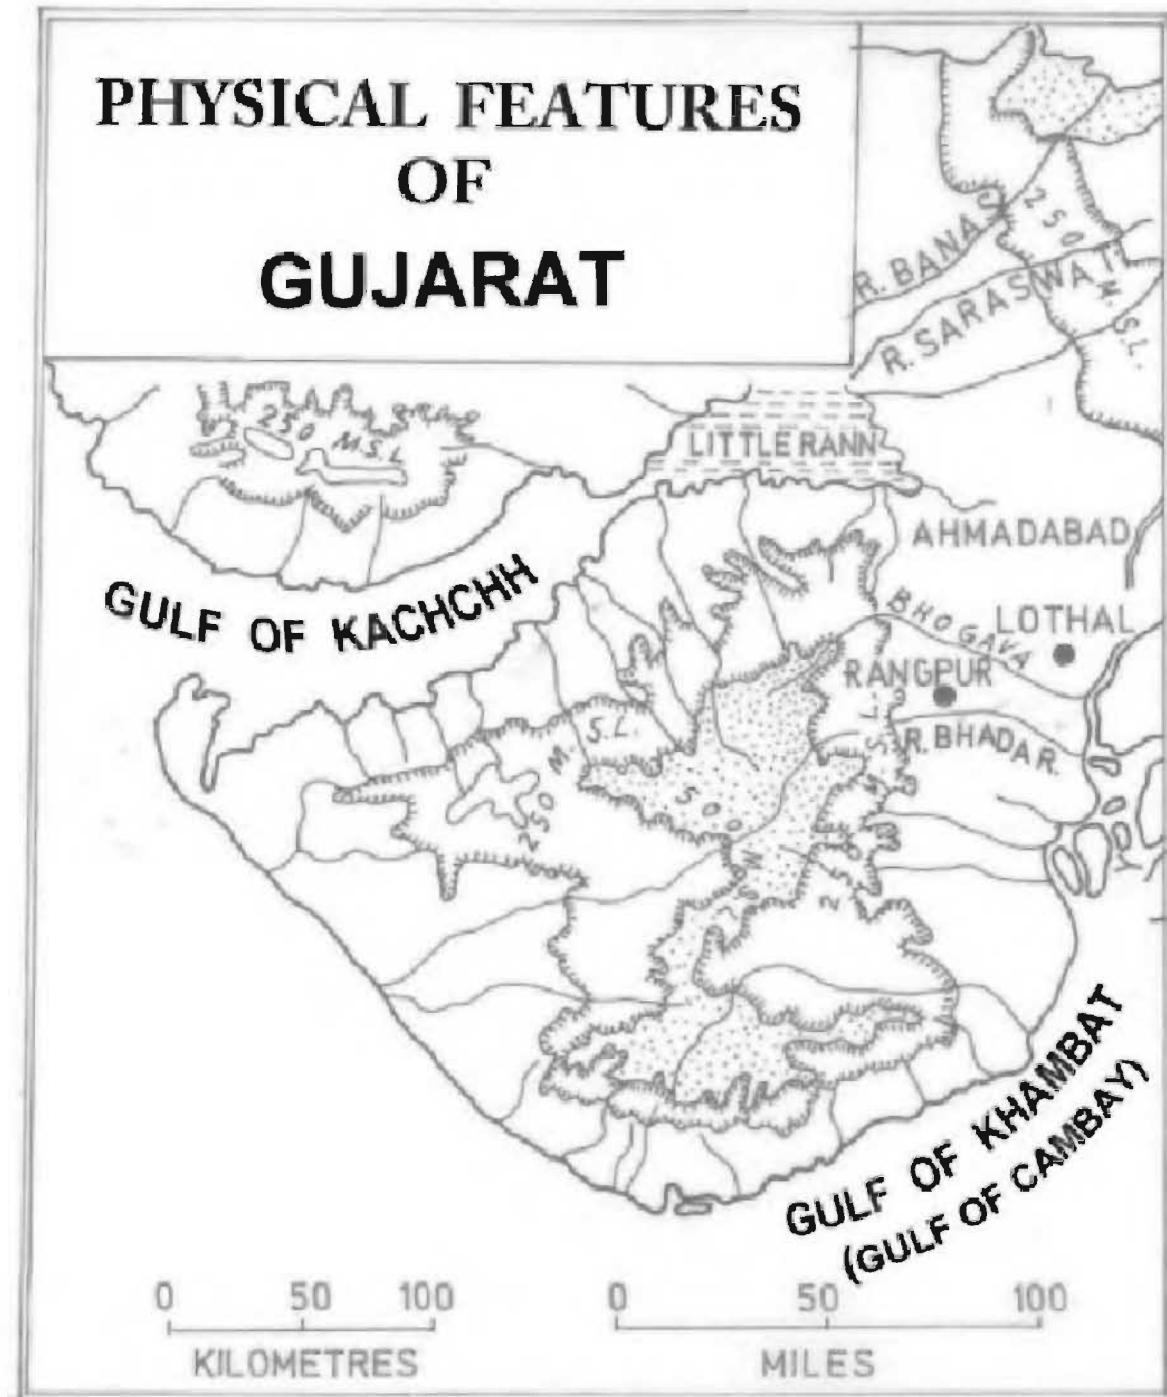 PHYSICAL FEATURES
OF
GUJARAT
R. BANAS
R. SARASWATI
250 M.S.L.
250 M.S.L
LITTLE RANN
AHMADABAD
GULF OF KACHCHH
BHOGAVA
LOTHAL
RANGPUR
R. BHADAR.
250 M. S.L.
500 M.S.L.
250 M.S.L.
GULF OF KHAMBAT
(GULF OF CAMBAY)
0 50 100
KILOMETRES
0 50 100
MILES